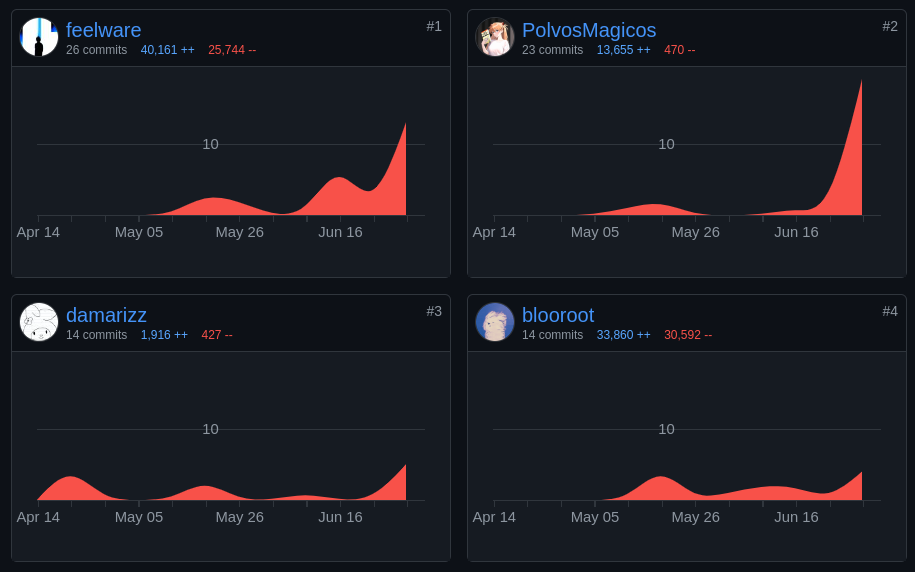 feelware #1
26 commits 40,161 ++ 25,744 --
10
Apr 14 May 05 May 26 Jun 16
PolvosMagicos #2
23 commits 13,655 ++ 470 --
10
Apr 14 May 05 May 26 Jun 16
damarizz #3
14 commits 1,916 ++ 427 --
10
Apr 14 May 05 May 26 Jun 16
blooroot #4
14 commits 33,860 ++ 30,592 --
10
Apr 14 May 05 May 26 Jun 16